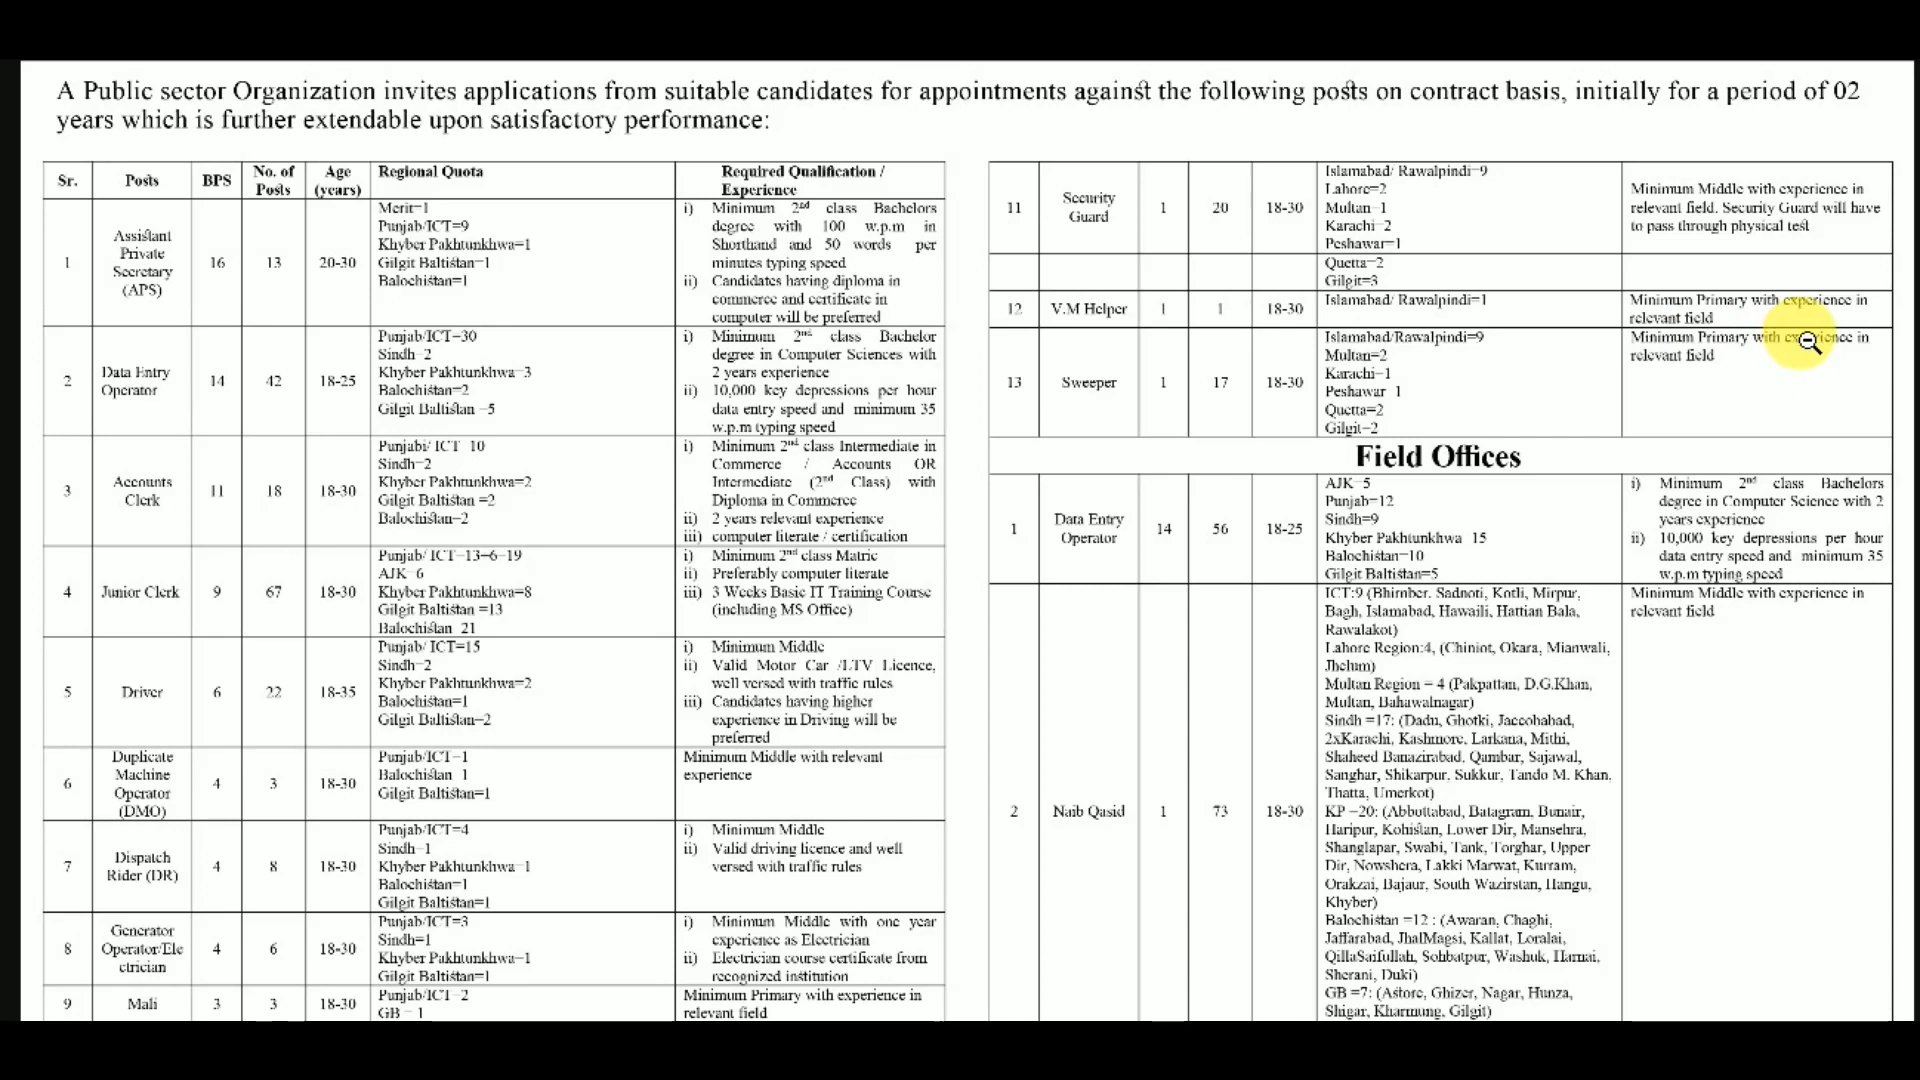 A Public sector Organization invites applications from suitable candidates for appointments against the following posts on contract basis, initially for a period of 02
years which is further extendable upon satisfactory performance:
Sr.
Posts
BPS
No. of
Posts
Age
(years)
Regional Quota
Required Qualification /
Experience
1
Assistant
Private
Secretary
(APS)
16
13
20-30
Merit=1
Punjab/ICT=9
Khyber Pakhtunkhwa=1
Gilgit Baltistan=1
Balochistan=1
i) Minimum 2nd class Bachelors
degree with 100 w.p.m in
Shorthand and 50 words per
minutes typing speed
ii) Candidates having diploma in
commerce and certificate in
computer will be preferred
2
Data Entry
Operator
14
42
18-25
Punjab/ICT=30
Sindh=2
Khyber Pakhtunkhwa=3
Balochistan=2
Gilgit Baltistan =5
i) Minimum 2nd class Bachelor
degree in Computer Sciences with
2 years experience
ii) 10,000 key depressions per hour
data entry speed and minimum 35
w.p.m typing speed
3
Accounts
Clerk
11
18
18-30
Punjabi/ ICT=10
Sindh=2
Khyber Pakhtunkhwa=2
Gilgit Baltistan =2
Balochistan=2
i) Minimum 2nd class Intermediate in
Commerce / Accounts OR
Intermediate (2nd Class) with
Diploma in Commerce
ii) 2 years relevant experience
iii) computer literate / certification
4
Junior Clerk
9
67
18-30
Punjab/ ICT=13+6=19
AJK=6
Khyber Pakhtunkhwa=8
Gilgit Baltistan =13
Balochistan=21
i) Minimum 2nd class Matric
ii) Preferably computer literate
iii) 3 Weeks Basic IT Training Course
(including MS Office)
5
Driver
6
22
18-35
Punjab/ ICT=15
Sindh=2
Khyber Pakhtunkhwa=2
Balochistan=1
Gilgit Baltistan=2
i) Minimum Middle
ii) Valid Motor Car /LTV Licence,
well versed with traffic rules
iii) Candidates having higher
experience in Driving will be
preferred
6
Duplicate
Machine
Operator
(DMO)
4
3
18-30
Punjab/ICT=1
Balochistan=1
Gilgit Baltistan=1
Minimum Middle with relevant
experience
7
Dispatch
Rider (DR)
4
8
18-30
Punjab/ICT=4
Sindh=1
Khyber Pakhtunkhwa=1
Balochistan=1
Gilgit Baltistan=1
i) Minimum Middle
ii) Valid driving licence and well
versed with traffic rules
8
Generator
Operator/Ele
ctrician
4
6
18-30
Punjab/ICT=3
Sindh=1
Khyber Pakhtunkhwa=1
Gilgit Baltistan=1
i) Minimum Middle with one year
experience as Electrician
ii) Electrician course certificate from
recognized institution
9
Mali
3
3
18-30
Punjab/ICT=2
GB = 1
Minimum Primary with experience in
relevant field
11
Security
Guard
1
20
18-30
Islamabad/ Rawalpindi=9
Lahore=2
Multan=1
Karachi=2
Peshawar=1
Quetta=2
Gilgit=3
Minimum Middle with experience in
relevant field. Security Guard will have
to pass through physical test
12
V.M Helper
1
1
18-30
Islamabad/ Rawalpindi=1
Minimum Primary with experience in
relevant field
13
Sweeper
1
17
18-30
Islamabad/Rawalpindi=9
Multan=2
Karachi=1
Peshawar=1
Quetta=2
Gilgit=2
Minimum Primary with experience in
relevant field
Field Offices
1
Data Entry
Operator
14
56
18-25
AJK=5
Punjab=12
Sindh=9
Khyber Pakhtunkhwa=15
Balochistan=10
Gilgit Baltistan=5
i) Minimum 2nd class Bachelors
degree in Computer Science with 2
years experience
ii) 10,000 key depressions per hour
data entry speed and minimum 35
w.p.m typing speed
2
Naib Qasid
1
73
18-30
ICT:9 (Bhimber. Sadnoti, Kotli, Mirpur,
Bagh, Islamabad, Hawaili, Hattian Bala,
Rawalakot)
Lahore Region:4, (Chiniot, Okara, Mianwali,
Jhelum)
Multan Region = 4 (Pakpattan, D.G.Khan,
Multan, Bahawalnagar)
Sindh =17: (Dadu, Ghotki, Jaccobabad,
2xKarachi, Kashmore, Larkana, Mithi,
Shaheed Banazirabad, Qambar, Sajawal,
Sanghar, Shikarpur, Sukkur, Tando M. Khan,
Thatta, Umerkot)
KP =20: (Abbottabad, Batagram, Bunair,
Haripur, Kohistan, Lower Dir, Mansehra,
Shanglapar, Swabi, Tank, Torghar, Upper
Dir, Nowshera, Lakki Marwat, Kurram,
Orakzai, Bajaur, South Wazirstan, Hangu,
Khyber)
Balochistan =12 : (Awaran, Chaghi,
Jaffarabad, JhalMagsi, Kallat, Loralai,
QillaSaifullah, Sohbatpur, Washuk, Harnai,
Sherani, Duki)
GB =7: (Astore, Ghizer, Nagar, Hunza,
Shigar, Kharmung, Gilgit)
Minimum Middle with experience in
relevant field